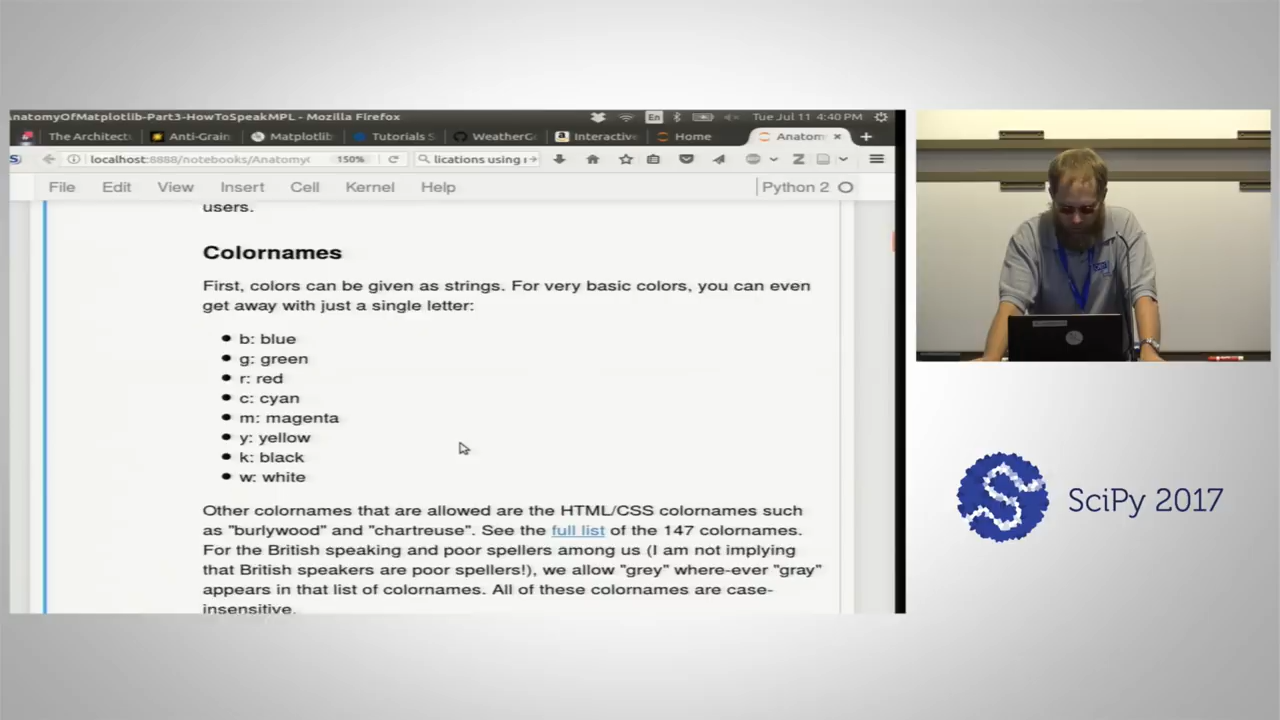 AnatomyOfMatplotlib-Part3-HowToSpeakMPL - Mozilla Firefox En Tue Jul 11 4:40 PM
The Architect Anti-Grain Matplotlib Tutorials S WeatherG Interactive Home Anatom
localhost:8888/notebooks/Anatomy 150% lications using
File Edit View Insert Cell Kernel Help Python 2
users.
Colornames
First, colors can be given as strings. For very basic colors, you can even
get away with just a single letter:
b: blue
g: green
r: red
c: cyan
m: magenta
y: yellow
k: black
w: white
Other colornames that are allowed are the HTML/CSS colornames such
as "burlywood" and "chartreuse". See the full list of the 147 colornames.
For the British speaking and poor spellers among us (I am not implying
that British speakers are poor spellers!), we allow "grey" where-ever "gray"
appears in that list of colornames. All of these colornames are case-
insensitive.
SciPy 2017